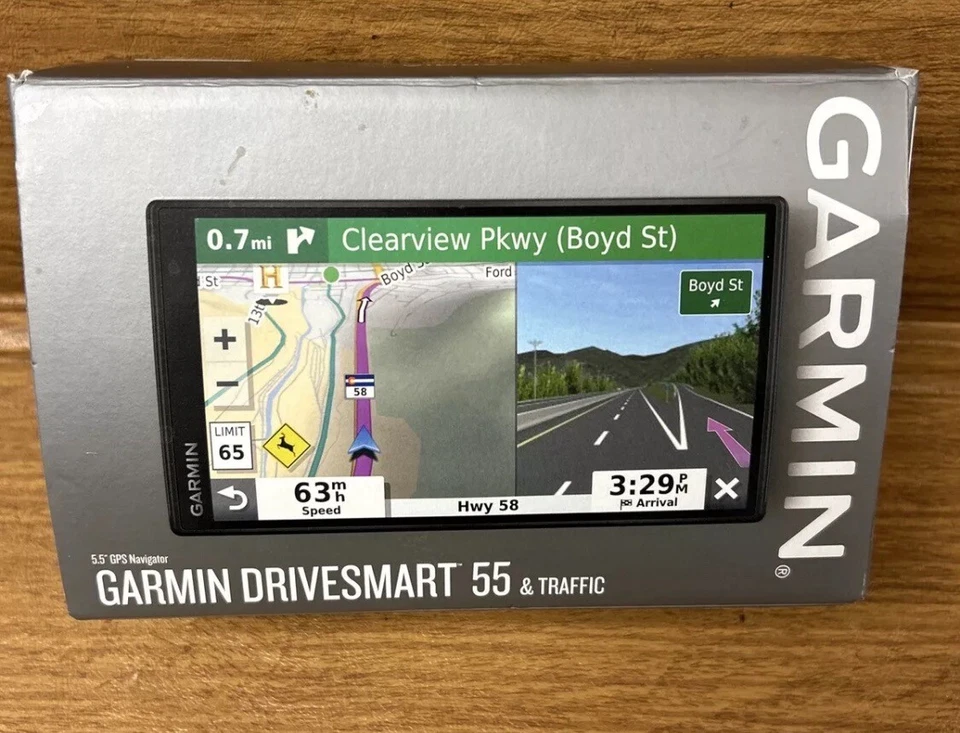 GARMIN®
0.7mi
Clearview Pkwy (Boyd St)
d St
H
13th
Boyd St
Ford
Boyd St
+
−
58
LIMIT
65
GARMIN
63mh
Speed
Hwy 58
3:29PM
Arrival
X
5.5" GPS Navigator
GARMIN DRIVESMART™ 55 & TRAFFIC